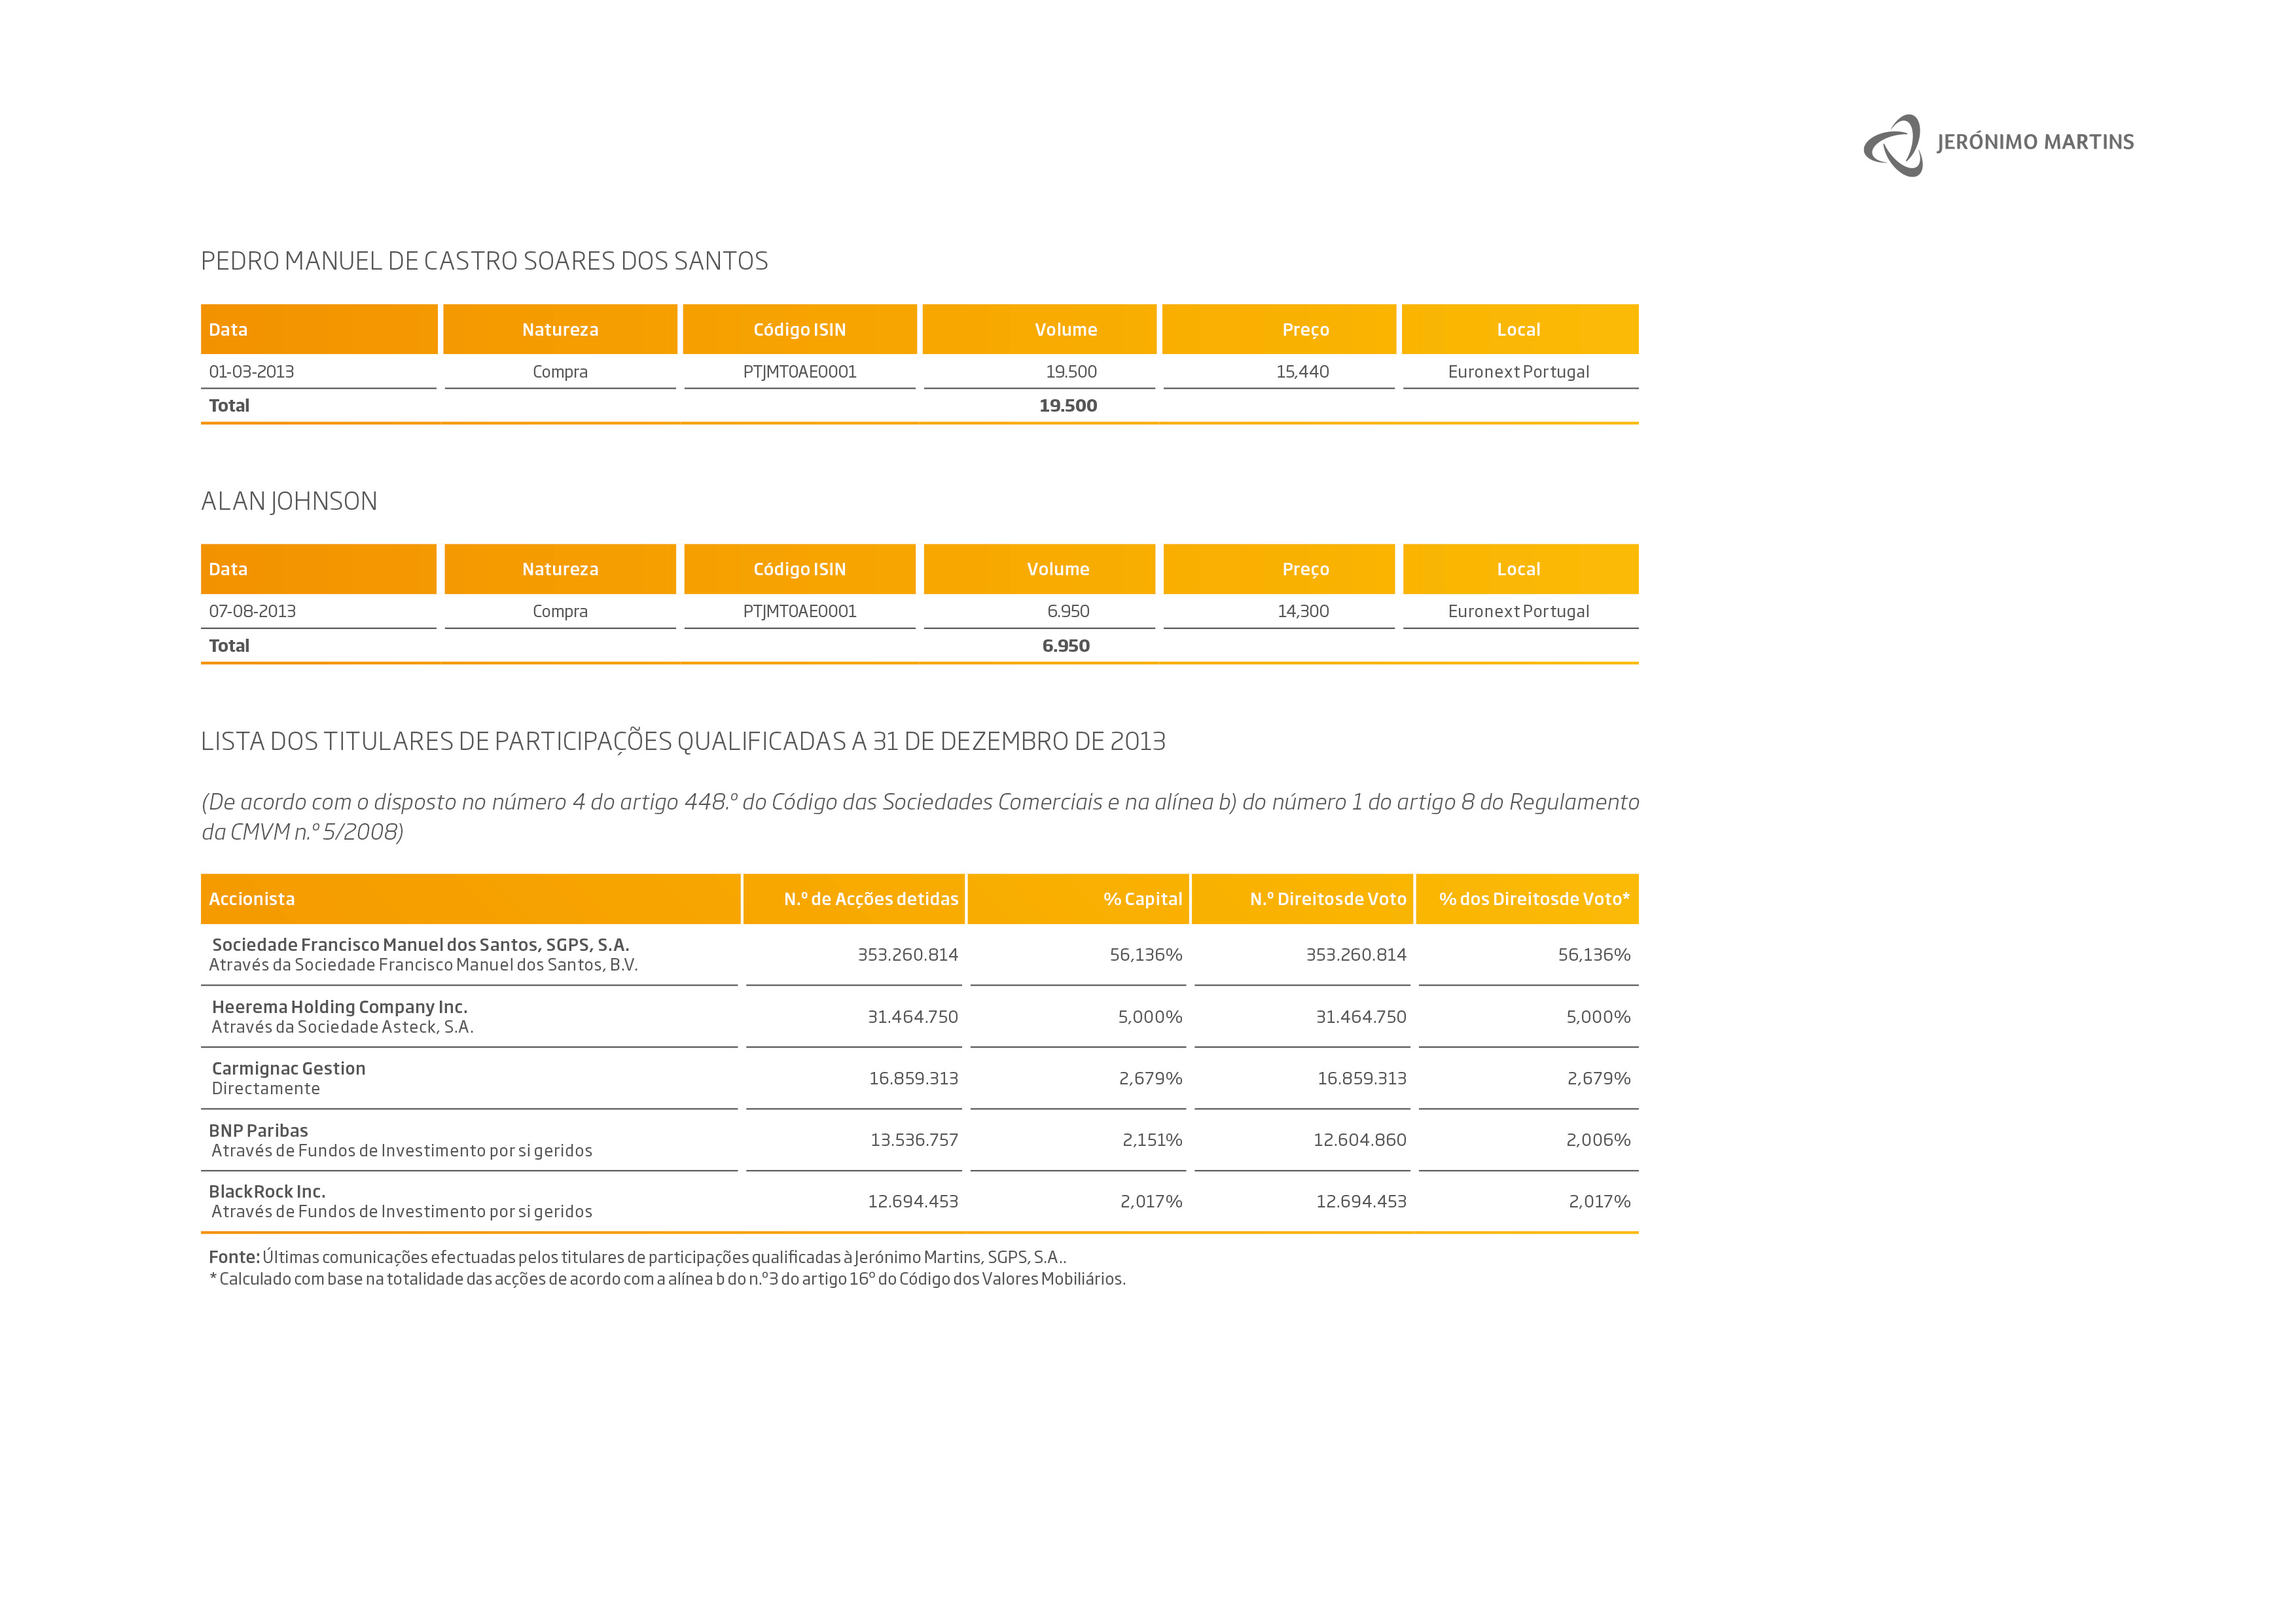 JERÓNIMO MARTINS
PEDRO MANUEL DE CASTRO SOARES DOS SANTOS
Data Natureza Código ISIN Volume Preço Local
01-03-2013 Compra PTJMT0AE0001 19.500 15,440 Euronext Portugal
Total 19.500
ALAN JOHNSON
Data Natureza Código ISIN Volume Preço Local
07-08-2013 Compra PTJMT0AE0001 6.950 14,300 Euronext Portugal
Total 6.950
LISTA DOS TITULARES DE PARTICIPAÇÕES QUALIFICADAS A 31 DE DEZEMBRO DE 2013
(De acordo com o disposto no número 4 do artigo 448.º do Código das Sociedades Comerciais e na alínea b) do número 1 do artigo 8 do Regulamento
da CMVM n.º 5/2008)
Accionista N.º de Acções detidas % Capital N.º Direitosde Voto % dos Direitosde Voto*
Sociedade Francisco Manuel dos Santos, SGPS, S.A.
Através da Sociedade Francisco Manuel dos Santos, B.V. 353.260.814 56,136% 353.260.814 56,136%
Heerema Holding Company Inc.
Através da Sociedade Asteck, S.A. 31.464.750 5,000% 31.464.750 5,000%
Carmignac Gestion
Directamente 16.859.313 2,679% 16.859.313 2,679%
BNP Paribas
Através de Fundos de Investimento por si geridos 13.536.757 2,151% 12.604.860 2,006%
BlackRock Inc.
Através de Fundos de Investimento por si geridos 12.694.453 2,017% 12.694.453 2,017%
Fonte: Últimas comunicações efectuadas pelos titulares de participações qualificadas à Jerónimo Martins, SGPS, S.A..
* Calculado com base na totalidade das acções de acordo com a alínea b do n.º3 do artigo 16º do Código dos Valores Mobiliários.